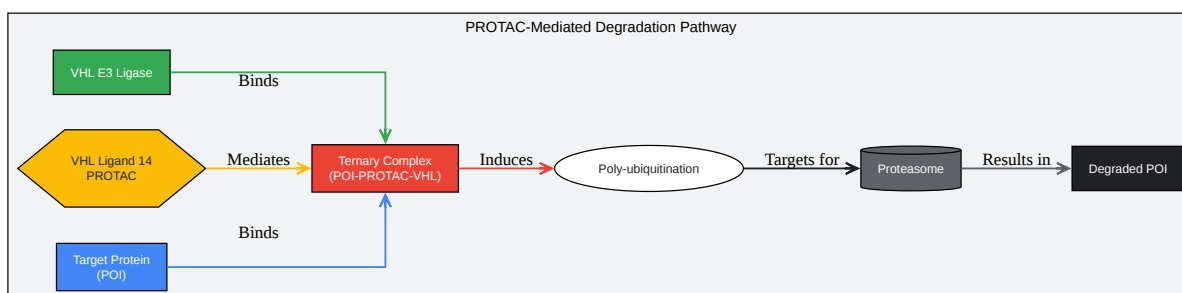 PROTAC-Mediated Degradation Pathway
VHL E3 Ligase
Binds
VHL Ligand 14
PROTAC
Mediates
Ternary Complex
(POI-PROTAC-VHL)
Induces
Poly-ubiquitination
Targets for
Proteasome
Results in
Degraded POI
Binds
Target Protein
(POI)